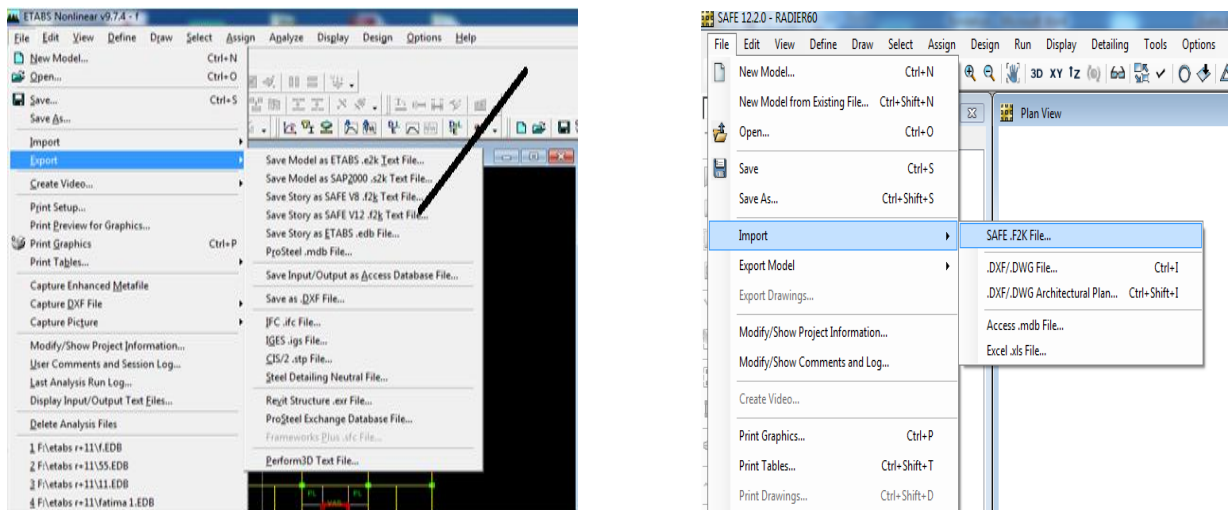 ETABS Nonlinear v9.7.4 - f
File Edit View Define Draw Select Assign Analyze Display Design Options Help
New Model... Ctrl+N
Open... Ctrl+O
Save... Ctrl+S
Save As...
Import
Export
Create Video...
Print Setup...
Print Preview for Graphics...
Print Graphics Ctrl+P
Print Tables...
Capture Enhanced Metafile
Capture DXF File
Capture Picture
Modify/Show Project Information...
User Comments and Session Log...
Last Analysis Run Log...
Display Input/Output Text Files...
Delete Analysis Files
1 F:\etabs r+11\f.EDB
2 F:\etabs r+11\55.EDB
3 F:\etabs r+11\11.EDB
4 F:\etabs r+11\fatima 1.EDB
Save Model as ETABS .e2k Text File...
Save Model as SAP2000 .s2k Text File...
Save Story as SAFE V8 .f2k Text File...
Save Story as SAFE V12 .f2k Text File...
Save Story as ETABS .edb File...
ProSteel .mdb File...
Save Input/Output as Access Database File...
Save as .DXF File...
IFC .ifc File...
IGES .igs File...
CIS/2 .stp File...
Steel Detailing Neutral File...
Revit Structure .exr File...
ProSteel Exchange Database File...
Frameworks Plus .sfc File...
Perform3D Text File...
SAFE 12.2.0 - RADIER60
File Edit View Define Draw Select Assign Design Run Display Detailing Tools Options
3D XY
Plan View
New Model... Ctrl+N
New Model from Existing File... Ctrl+Shift+N
Open... Ctrl+O
Save Ctrl+S
Save As... Ctrl+Shift+S
Import
Export Model
Export Drawings...
Modify/Show Project Information...
Modify/Show Comments and Log...
Create Video...
Print Graphics... Ctrl+P
Print Tables... Ctrl+Shift+T
Print Drawings... Ctrl+Shift+D
SAFE .F2K File...
.DXF/.DWG File... Ctrl+I
.DXF/.DWG Architectural Plan... Ctrl+Shift+I
Access .mdb File...
Excel .xls File...